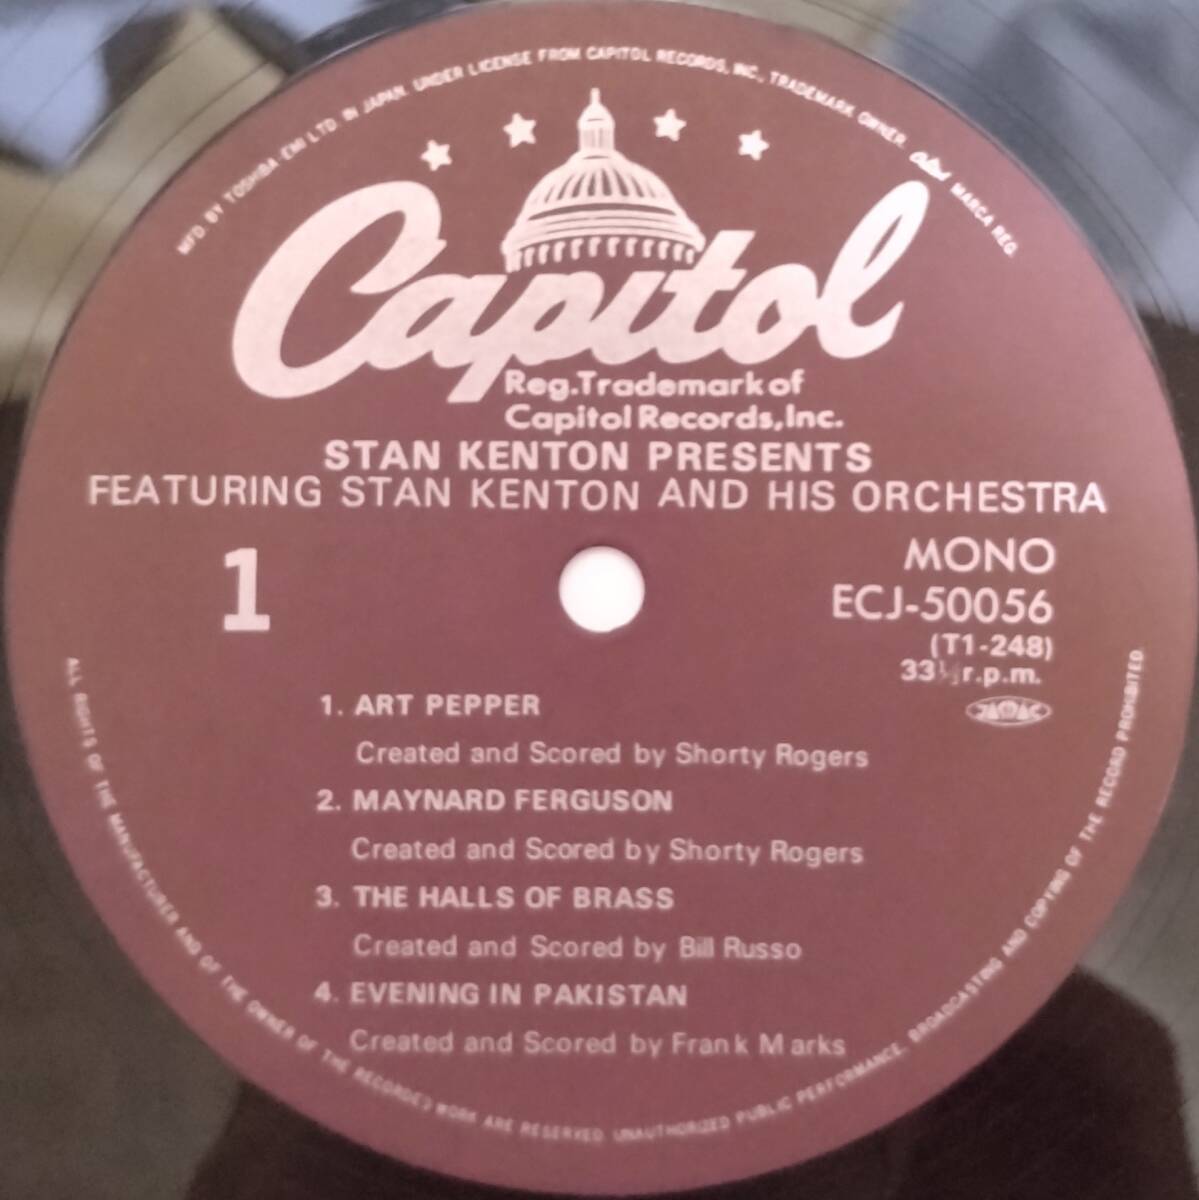 MFD BY TOSHIBA-EMI LTD. IN JAPAN. UNDER LICENSE FROM CAPITOL RECORDS, INC., TRADEMARK OWNER. MARCA REG.
Capitol
Reg.Trademark of
Capitol Records,Inc.
STAN KENTON PRESENTS
FEATURING STAN KENTON AND HIS ORCHESTRA
1
MONO
ECJ-50056
(T1-248)
33⅓r.p.m.
1. ART PEPPER
Created and Scored by Shorty Rogers
2. MAYNARD FERGUSON
Created and Scored by Shorty Rogers
3. THE HALLS OF BRASS
Created and Scored by Bill Russo
4. EVENING IN PAKISTAN
Created and Scored by Frank Marks
ALL RIGHTS OF THE MANUFACTURER AND OF THE OWNER OF THE RECORDED WORK ARE RESERVED. UNAUTHORIZED PUBLIC PERFORMANCE, BROADCASTING AND COPYING OF THE RECORD PROHIBITED.